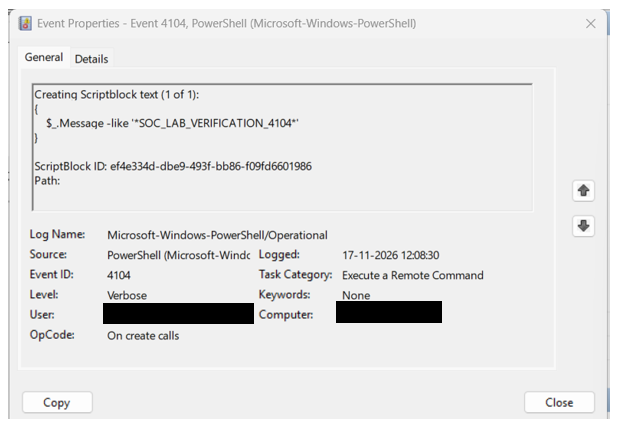 Event Properties - Event 4104, PowerShell (Microsoft-Windows-PowerShell)
General Details
Creating Scriptblock text (1 of 1):
{
$_.Message -like '*SOC_LAB_VERIFICATION_4104*'
}
ScriptBlock ID: ef4e334d-dbe9-493f-bb86-f09fd6601986
Path:
Log Name: Microsoft-Windows-PowerShell/Operational
Source: PowerShell (Microsoft-Windc Logged: 17-11-2026 12:08:30
Event ID: 4104 Task Category: Execute a Remote Command
Level: Verbose Keywords: None
User: Computer:
OpCode: On create calls
Copy Close